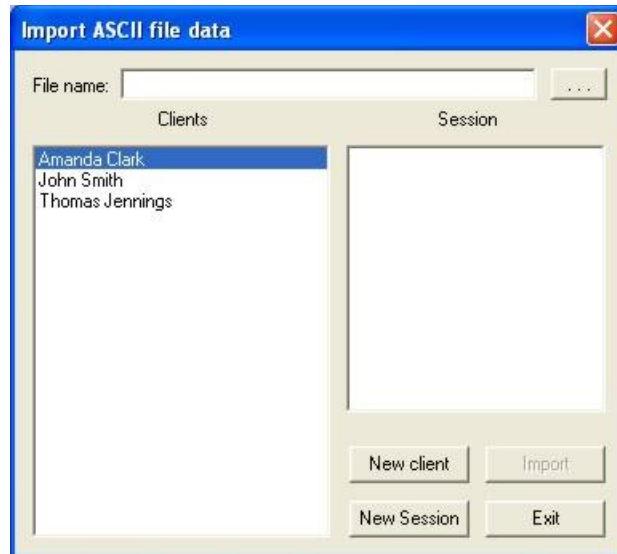 Import ASCII file data
File name:
...
Clients
Session
Amanda Clark
John Smith
Thomas Jennings
New client
Import
New Session
Exit